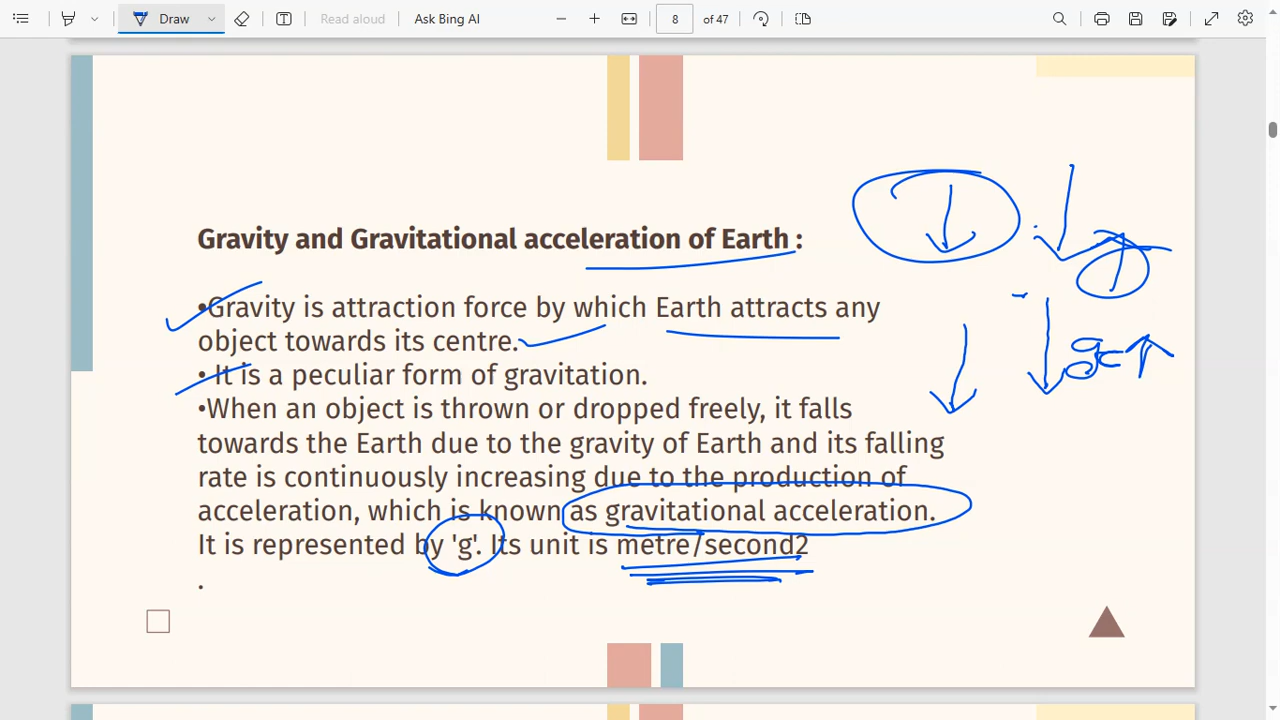 Draw
Read aloud
Ask Bing AI
8 of 47
Gravity and Gravitational acceleration of Earth :
•Gravity is attraction force by which Earth attracts any
object towards its centre.
• It is a peculiar form of gravitation.
•When an object is thrown or dropped freely, it falls
towards the Earth due to the gravity of Earth and its falling
rate is continuously increasing due to the production of
acceleration, which is known as gravitational acceleration.
It is represented by 'g'. Its unit is metre/second2
.